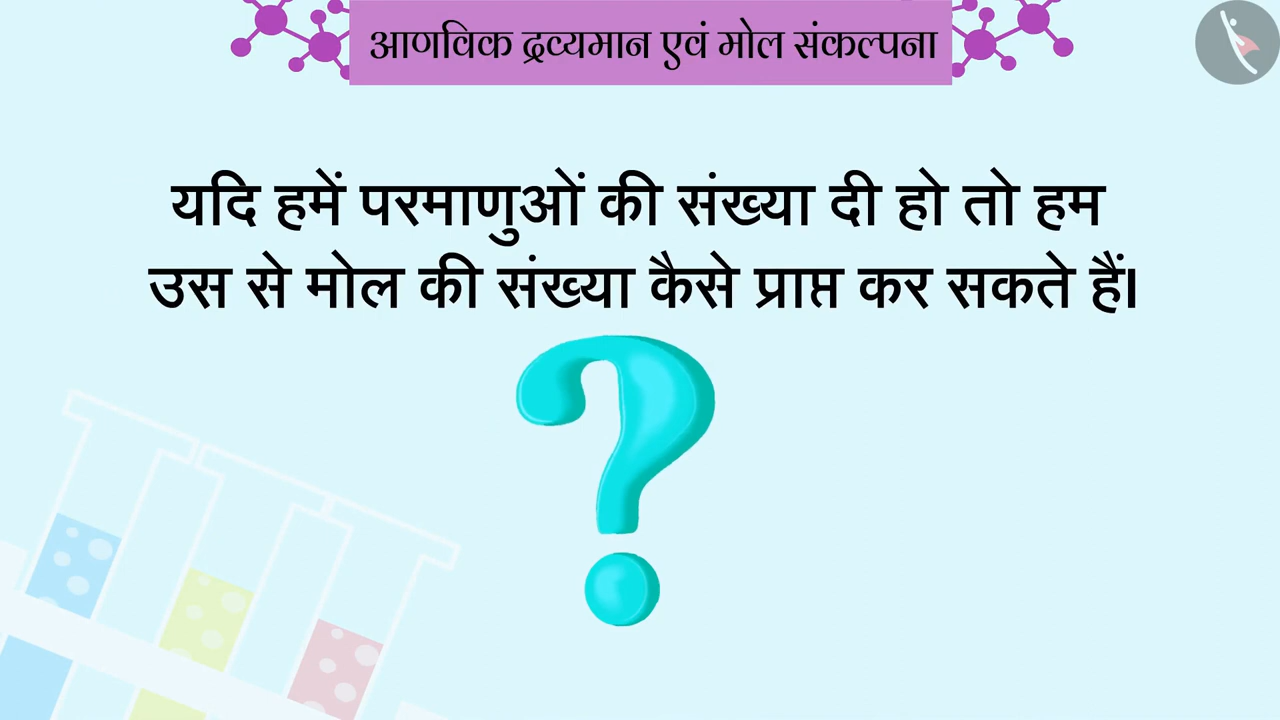 आणविक द्रव्यमान एवं मोल संकल्पना
यदि हमें परमाणुओं की संख्या दी हो तो हम
उस से मोल की संख्या कैसे प्राप्त कर सकते हैं।
?